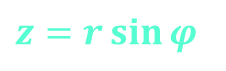 z = r sin φ